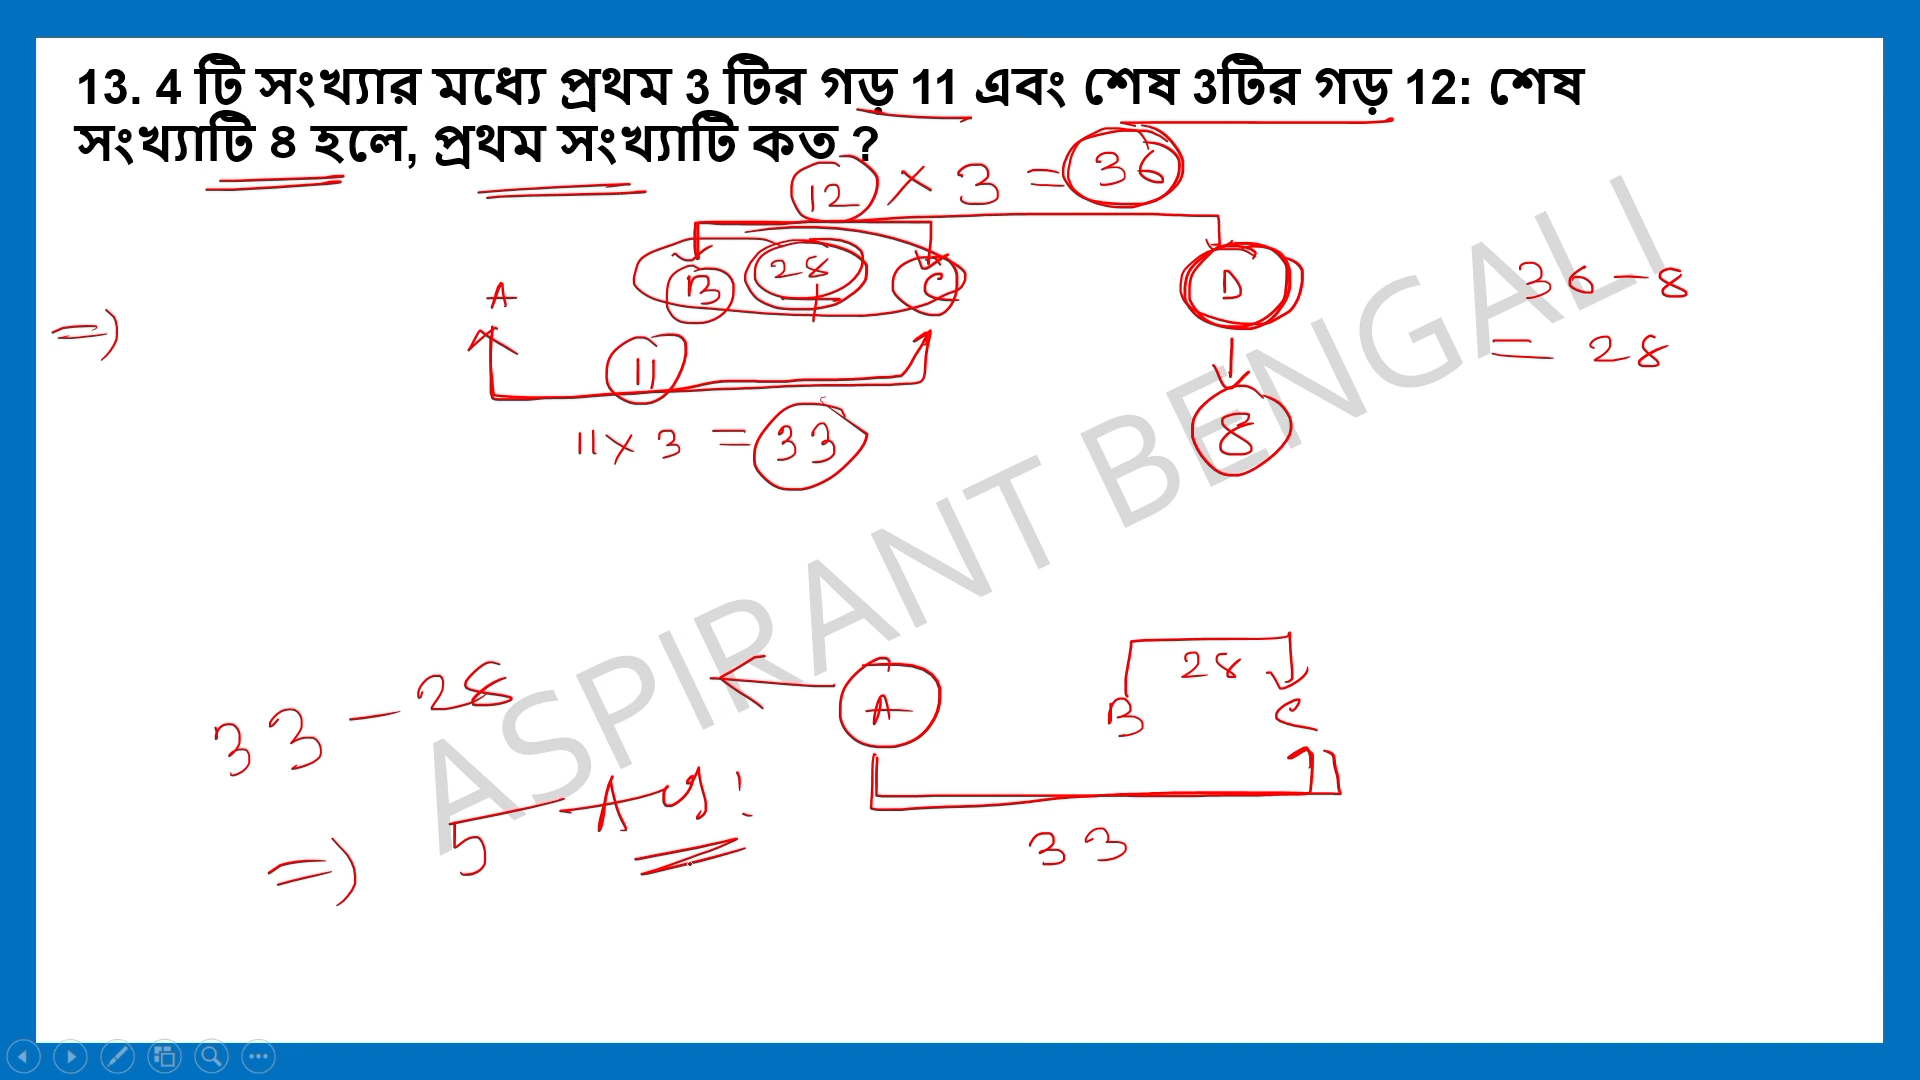 13. 4 টি সংখ্যার মধ্যে প্রথম 3 টির গড় 11 এবং শেষ 3টির গড় 12: শেষ
সংখ্যাটি ৪ হলে, প্রথম সংখ্যাটি কত ?
12 × 3 = 36
A B 28 C D
36 - 8
= 28
=)
11
11 × 3 = 33
8
ASPIRANT BENGALI
28
33 - 28
A B C
=) 5 Ans:
33